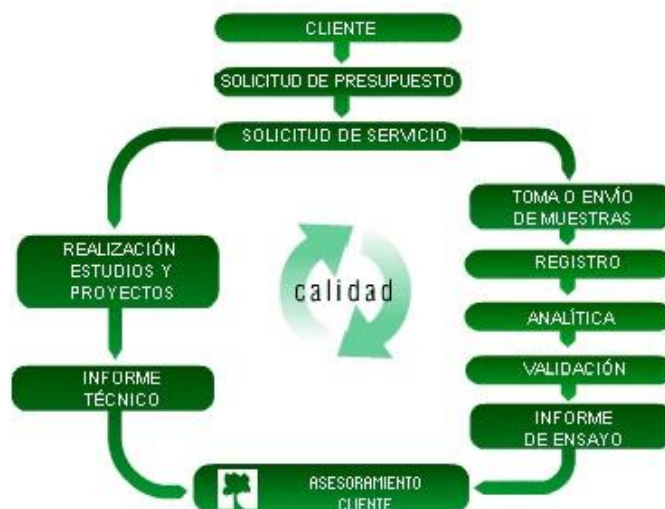 CLIENTE
SOLICITUD DE PRESUPUESTO
SOLICITUD DE SERVICIO
REALIZACIÓN
ESTUDIOS Y
PROYECTOS
INFORME
TÉCNICO
calidad
TOMA O ENVÍO
DE MUESTRAS
REGISTRO
ANALÍTICA
VALIDACIÓN
INFORME
DE ENSAYO
ASESORAMIENTO
CLIENTE